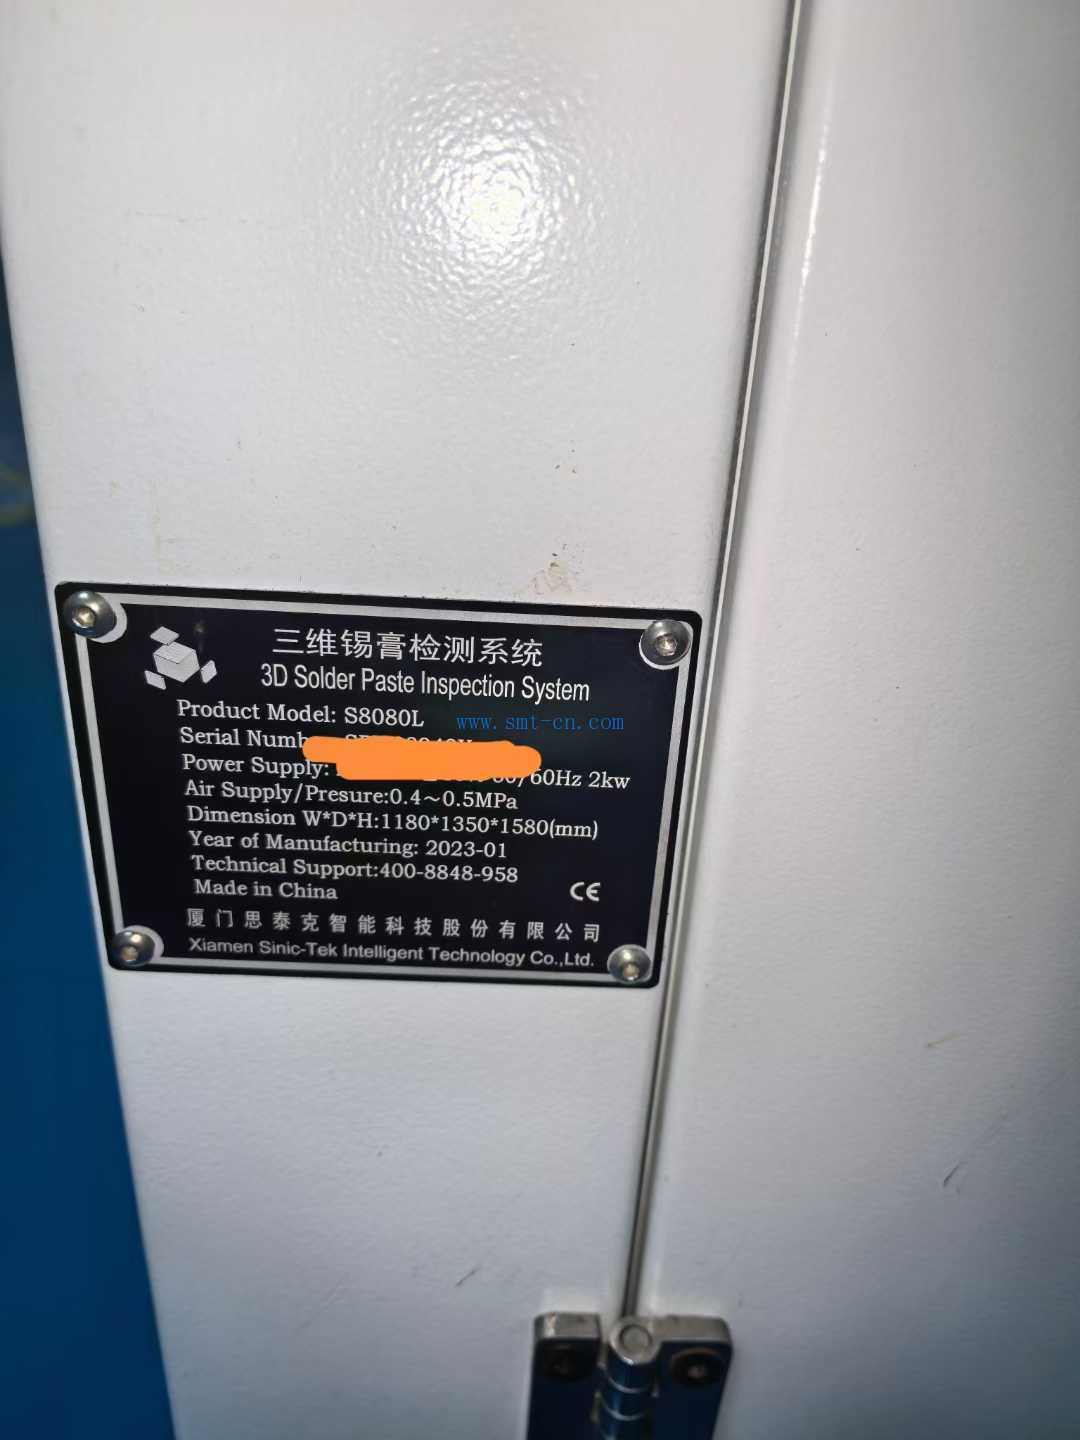 三维锡膏检测系统
3D Solder Paste Inspection System
Product Model: S8080L
www.smt-cn.com
Serial
Power Supply: 60Hz 2kw
Air Supply/Presure:0.4～0.5MPa
Dimension W*D*H:1180*1350*1580(mm)
Year of Manufacturing: 2023-01
Technical Support:400-8848-958
Made in China
CE
厦门思泰克智能科技股份有限公司
Xiamen Sinic-Tek Intelligent Technology Co.,Ltd.